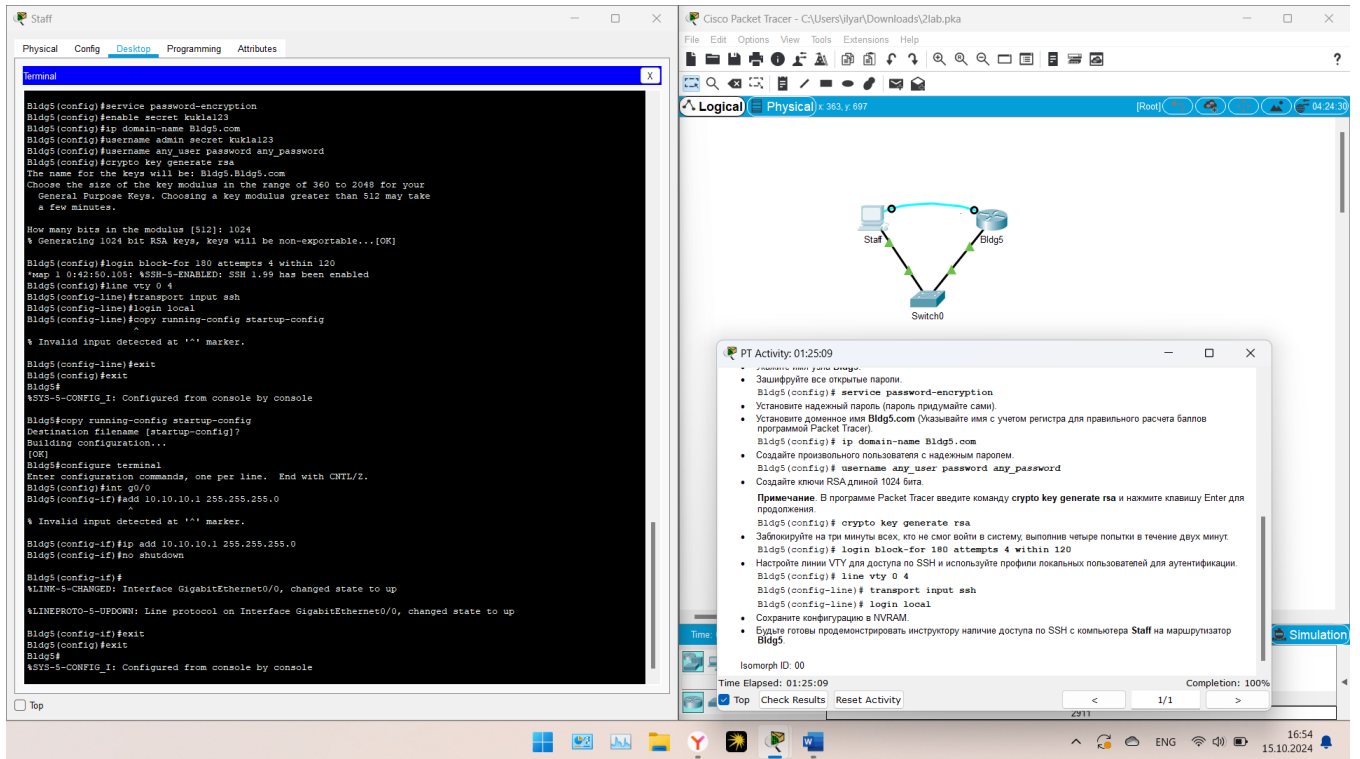 Staff
Physical Config Desktop Programming Attributes
Terminal
X
Bldg5(config)#service password-encryption
Bldg5(config)#enable secret kukla123
Bldg5(config)#ip domain-name Bldg5.com
Bldg5(config)#username admin secret kukla123
Bldg5(config)#username any_user password any_password
Bldg5(config)#crypto key generate rsa
The name for the keys will be: Bldg5.Bldg5.com
Choose the size of the key modulus in the range of 360 to 2048 for your
General Purpose Keys. Choosing a key modulus greater than 512 may take
a few minutes.
How many bits in the modulus [512]: 1024
% Generating 1024 bit RSA keys, keys will be non-exportable...[OK]
Bldg5(config)#login block-for 180 attempts 4 within 120
*мар 1 0:42:50.105: %SSH-5-ENABLED: SSH 1.99 has been enabled
Bldg5(config)#line vty 0 4
Bldg5(config-line)#transport input ssh
Bldg5(config-line)#login local
Bldg5(config-line)#copy running-config startup-config
^
% Invalid input detected at '^' marker.
Bldg5(config-line)#exit
Bldg5(config)#exit
Bldg5#
%SYS-5-CONFIG_I: Configured from console by console
Bldg5#copy running-config startup-config
Destination filename [startup-config]?
Building configuration...
[OK]
Bldg5#configure terminal
Enter configuration commands, one per line. End with CNTL/Z.
Bldg5(config)#int g0/0
Bldg5(config-if)#add 10.10.10.1 255.255.255.0
^
% Invalid input detected at '^' marker.
Bldg5(config-if)#ip add 10.10.10.1 255.255.255.0
Bldg5(config-if)#no shutdown
Bldg5(config-if)#
%LINK-5-CHANGED: Interface GigabitEthernet0/0, changed state to up
%LINEPROTO-5-UPDOWN: Line protocol on Interface GigabitEthernet0/0, changed state to up
Bldg5(config-if)#exit
Bldg5(config)#exit
Bldg5#
%SYS-5-CONFIG_I: Configured from console by console
Top
Cisco Packet Tracer - C:\Users\ilyar\Downloads\2lab.pka
File Edit Options View Tools Extensions Help
?
Logical Physical x: 363, y: 697 [Root] 04:24:30
Staff
Bldg5
Switch0
PT Activity: 01:25:09
Укажите имя узла Bldg5.
Зашифруйте все открытые пароли.
Bldg5(config)# service password-encryption
Установите надежный пароль (пароль придумайте сами).
Установите доменное имя Bldg5.com (Указывайте имя с учетом регистра для правильного расчета баллов
программой Packet Tracer).
Bldg5(config)# ip domain-name Bldg5.com
Создайте произвольного пользователя с надежным паролем.
Bldg5(config)# username any_user password any_password
Создайте ключи RSA длиной 1024 бита.
Примечание. В программе Packet Tracer введите команду crypto key generate rsa и нажмите клавишу Enter для
продолжения.
Bldg5(config)# crypto key generate rsa
Заблокируйте на три минуты всех, кто не смог войти в систему, выполнив четыре попытки в течение двух минут.
Bldg5(config)# login block-for 180 attempts 4 within 120
Настройте линии VTY для доступа по SSH и используйте профили локальных пользователей для аутентификации.
Bldg5(config)# line vty 0 4
Bldg5(config-line)# transport input ssh
Bldg5(config-line)# login local
Сохраните конфигурацию в NVRAM.
Будьте готовы продемонстрировать инструктору наличие доступа по SSH с компьютера Staff на маршрутизатор
Bldg5.
Isomorph ID: 00
Time Elapsed: 01:25:09 Completion: 100%
Top Check Results Reset Activity < 1/1 >
Time:
Simulation
2911
ENG
16:54
15.10.2024